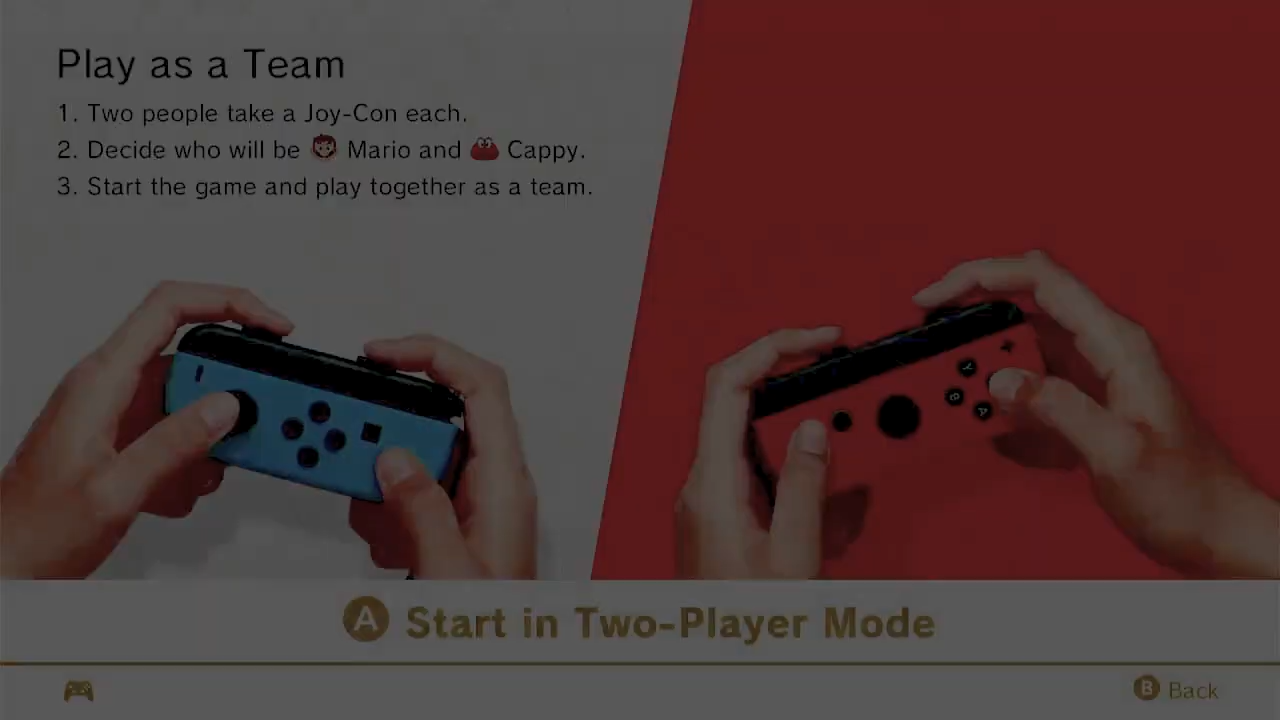 Play as a Team
1. Two people take a Joy-Con each.
2. Decide who will be Mario and Cappy.
3. Start the game and play together as a team.
Y
B
A
A Start in Two-Player Mode
B Back